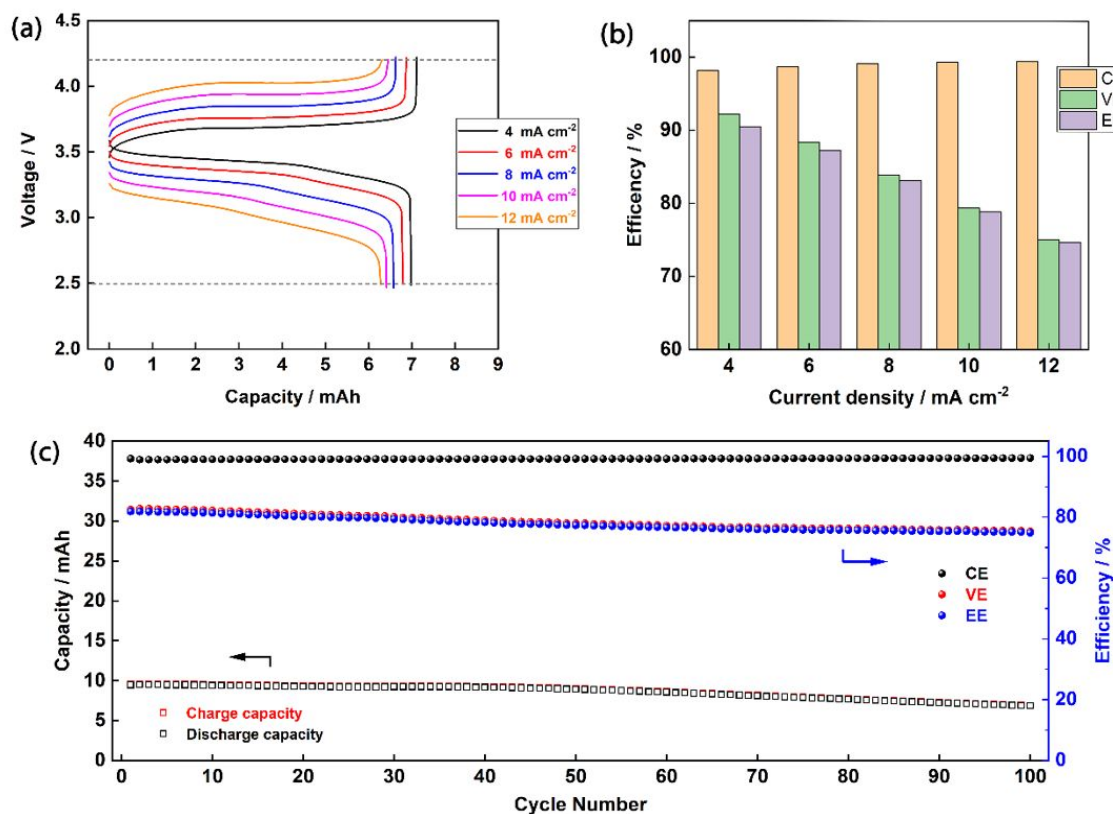 (a)
4.5
4.0
3.5
3.0
2.5
2.0
Voltage / V
0 1 2 3 4 5 6 7 8 9
Capacity / mAh
4 mA cm⁻²
6 mA cm⁻²
8 mA cm⁻²
10 mA cm⁻²
12 mA cm⁻²
(b)
100
90
80
70
60
Efficency / %
4 6 8 10 12
Current density / mA cm⁻²
C
V
E
(c)
40
35
30
25
20
15
10
5
0
Capacity / mAh
0 10 20 30 40 50 60 70 80 90 100
Cycle Number
100
80
60
40
20
0
Efficiency / %
CE
VE
EE
Charge capacity
Discharge capacity